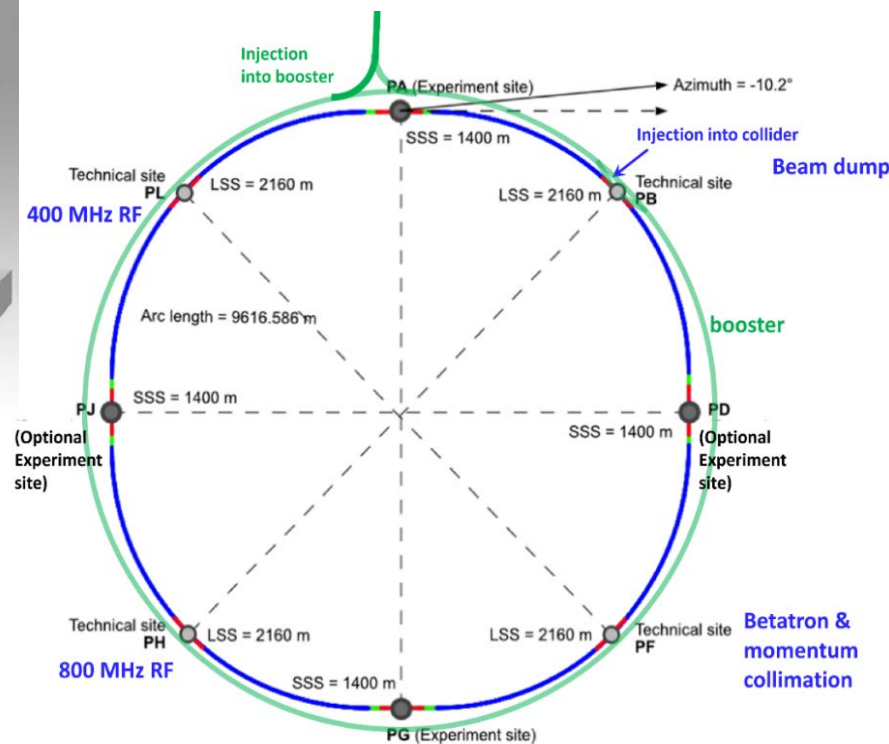 Injection
into booster
PA (Experiment site)
Azimuth = -10.2°
SSS = 1400 m
Injection into collider
Beam dump
Technical site
PL
LSS = 2160 m
400 MHz RF
LSS = 2160 m
Technical site
PB
Arc length = 9616.586 m
booster
PJ
SSS = 1400 m
(Optional
Experiment
site)
PD
SSS = 1400 m
(Optional
Experiment
site)
Technical site
PH
LSS = 2160 m
800 MHz RF
LSS = 2160 m
Technical site
PF
Betatron &
momentum
collimation
SSS = 1400 m
PG (Experiment site)